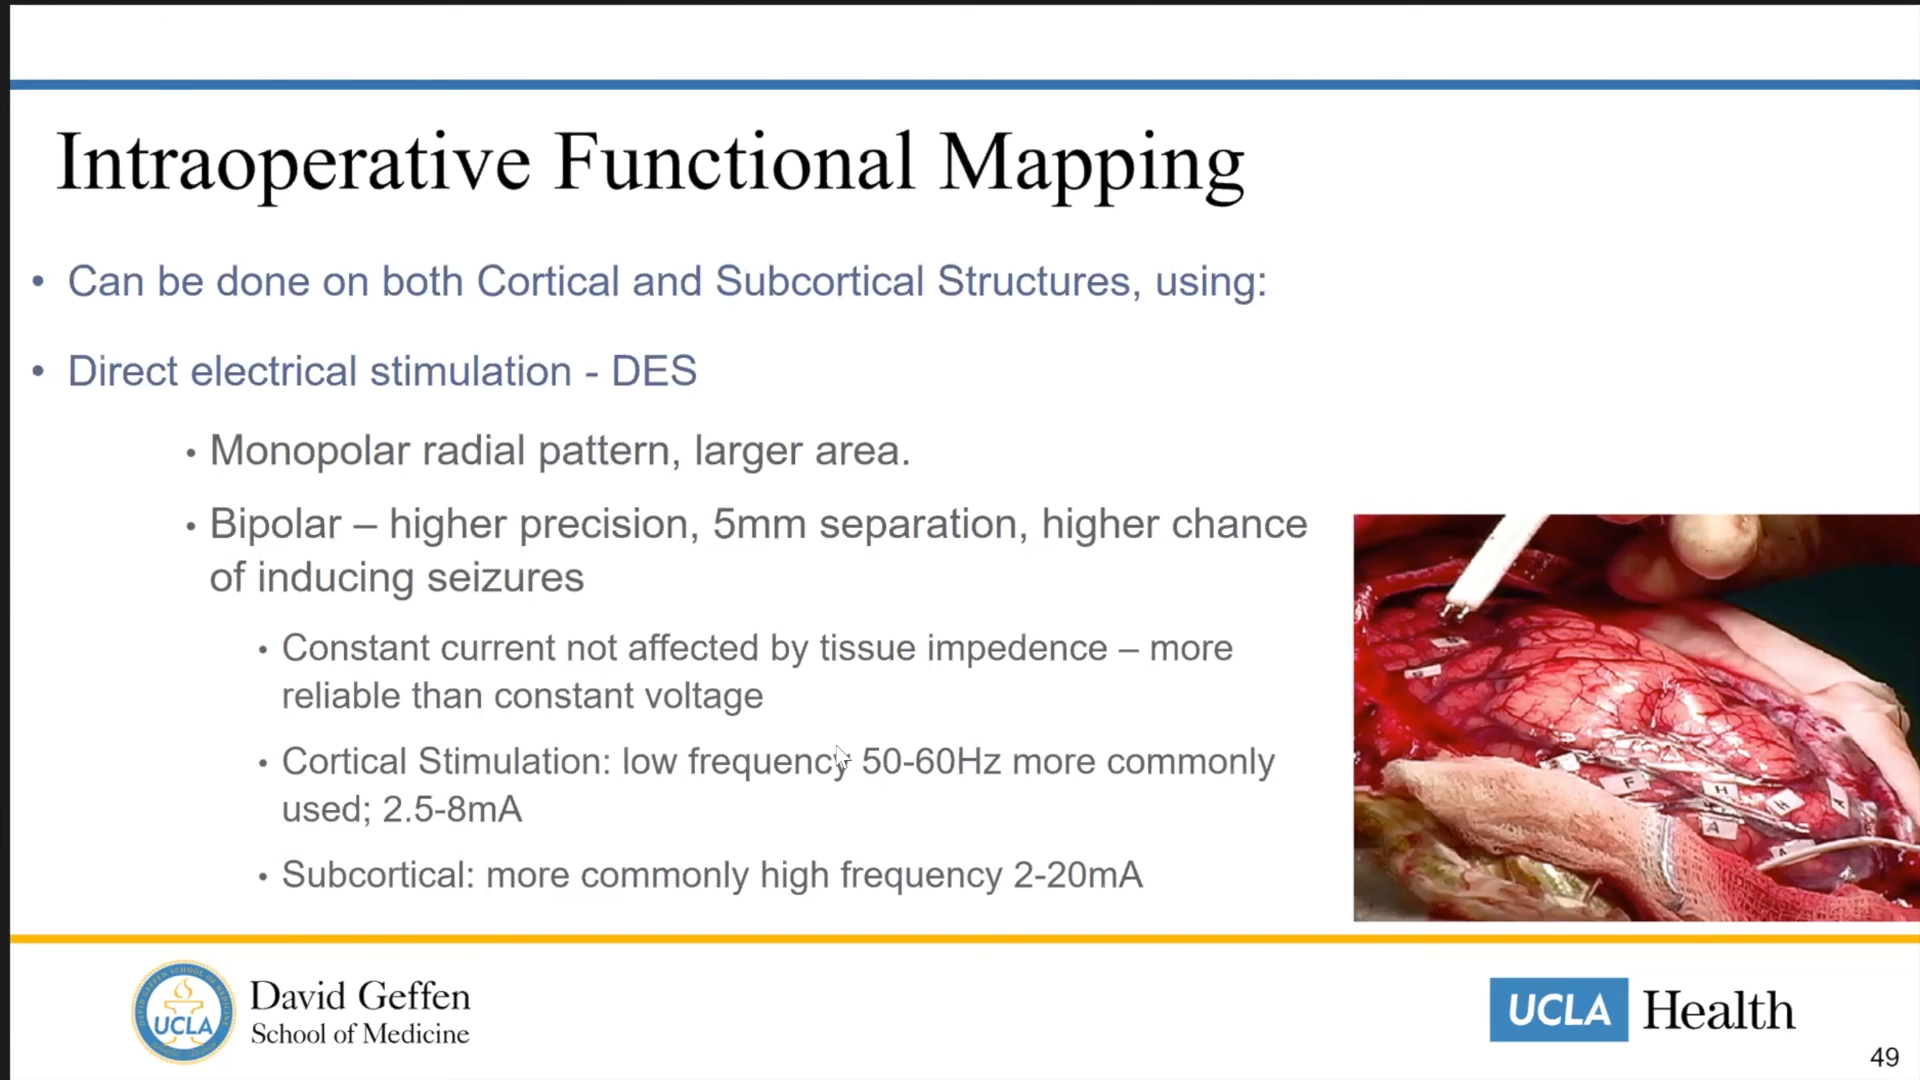 Intraoperative Functional Mapping
• Can be done on both Cortical and Subcortical Structures, using:
• Direct electrical stimulation - DES
• Monopolar radial pattern, larger area.
• Bipolar – higher precision, 5mm separation, higher chance
of inducing seizures
• Constant current not affected by tissue impedence – more
reliable than constant voltage
• Cortical Stimulation: low frequency 50-60Hz more commonly
used; 2.5-8mA
• Subcortical: more commonly high frequency 2-20mA
F
H
H
A
A
A
UCLA
David Geffen
School of Medicine
UCLA Health
49